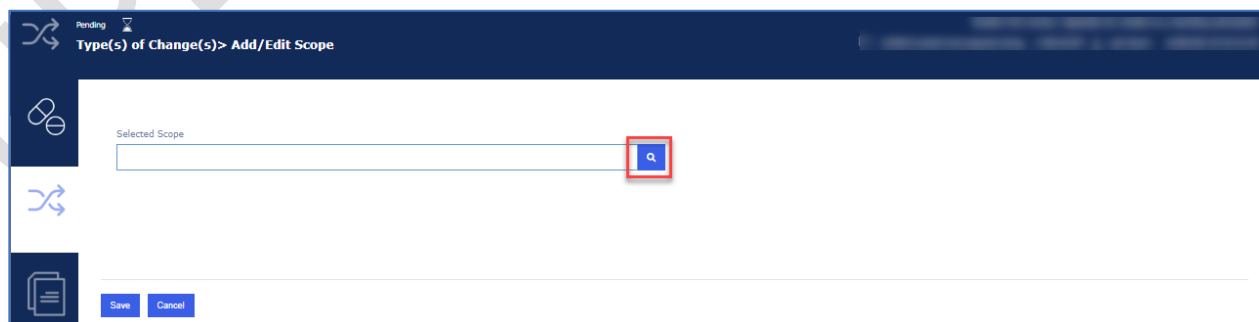 Pending
Type(s) of Change(s)> Add/Edit Scope
Selected Scope
Save Cancel